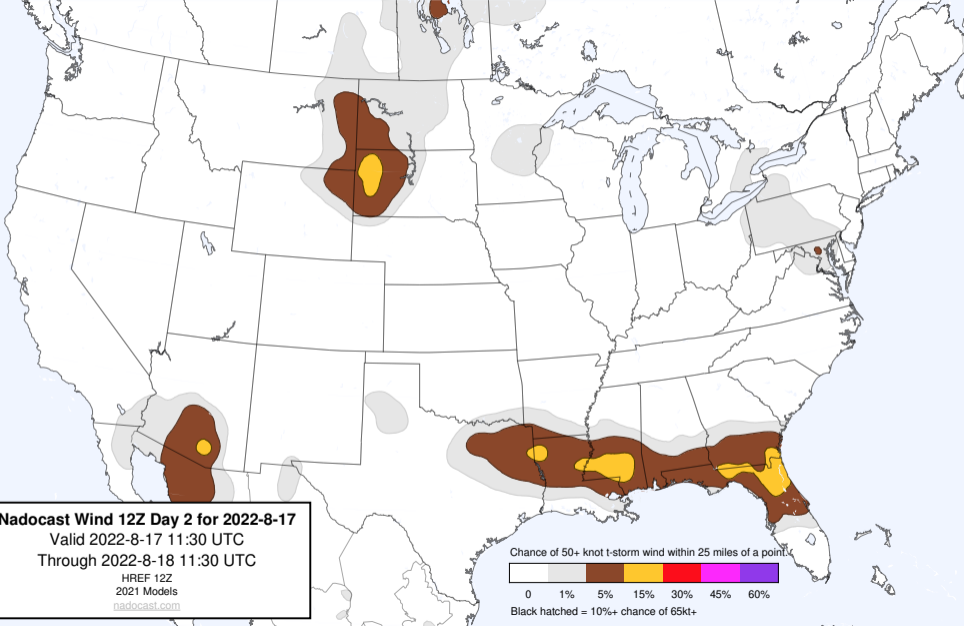 Nadocast Wind 12Z Day 2 for 2022-8-17
Valid 2022-8-17 11:30 UTC
Through 2022-8-18 11:30 UTC
HREF 12Z
2021 Models
nadocast.com
Chance of 50+ knot t-storm wind within 25 miles of a point.
0 1% 5% 15% 30% 45% 60%
Black hatched = 10%+ chance of 65kt+